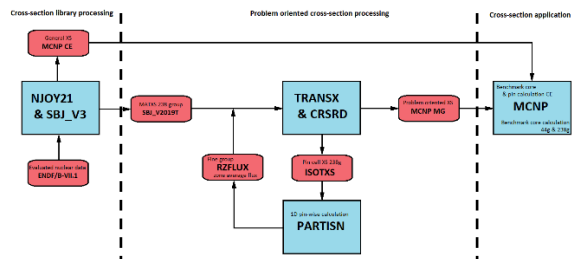 Cross-section library processing
Problem oriented cross-section processing
Cross-section application
General XS
MCNP CE
NJOY21
& SBJ_V3
MATXS 238 group
SBJ_V2019T
TRANSX
& CRSRD
Problem oriented XS
MCNP MG
Benchmark core
& pin calculation CE
MCNP
Benchmark core calculation
44g & 238g
Evaluated nuclear data
ENDF/B-VII.1
Fine group
RZFLUX
zone average flux
Pin cell XS 238g
ISOTXS
1D pin-wise calculation
PARTISN